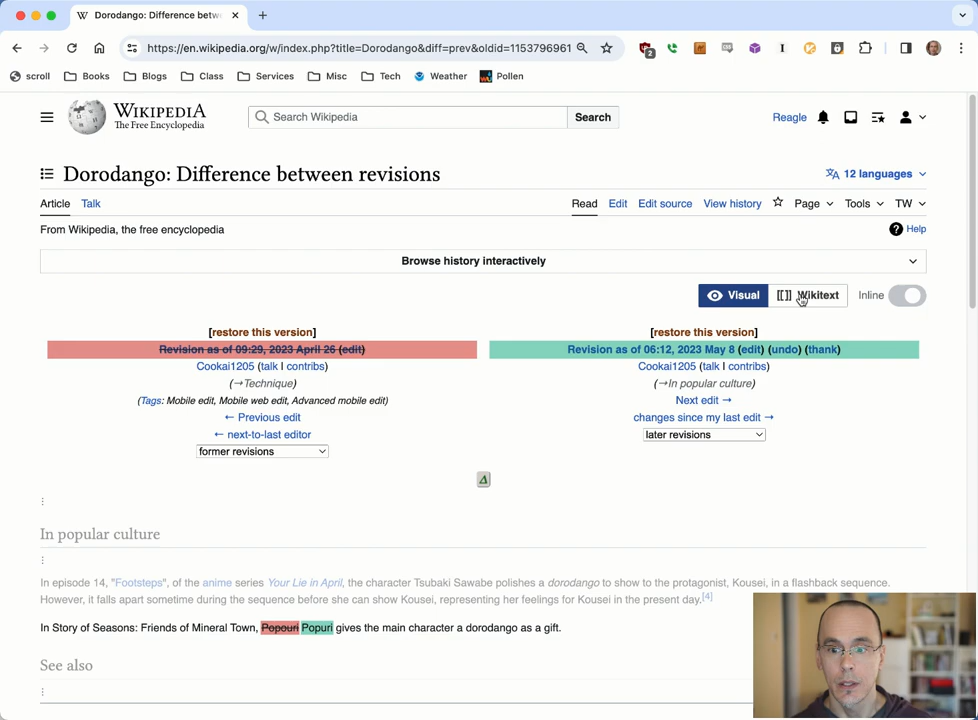 Dorodango: Difference betw
https://en.wikipedia.org/w/index.php?title=Dorodango&diff=prev&oldid=1153796961
2
scroll Books Blogs Class Services Misc Tech Weather Pollen
WIKIPEDIA
The Free Encyclopedia
Search Wikipedia Search
Reagle
Dorodango: Difference between revisions
12 languages
Article Talk Read Edit Edit source View history Page Tools TW
From Wikipedia, the free encyclopedia
Help
Browse history interactively
Visual [[]] Wikitext Inline
[restore this version] [restore this version]
Revision as of 09:29, 2023 April 26 (edit) Revision as of 06:12, 2023 May 8 (edit) (undo) (thank)
Cookai1205 (talk | contribs) Cookai1205 (talk | contribs)
(→Technique) (→In popular culture)
(Tags: Mobile edit, Mobile web edit, Advanced mobile edit) Next edit →
← Previous edit changes since my last edit →
← next-to-last editor later revisions
former revisions
Δ
In popular culture
In episode 14, "Footsteps", of the anime series Your Lie in April, the character Tsubaki Sawabe polishes a dorodango to show to the protagonist, Kousei, in a flashback sequence.
However, it falls apart sometime during the sequence before she can show Kousei, representing her feelings for Kousei in the present day.[4]
In Story of Seasons: Friends of Mineral Town, Popouri Popuri gives the main character a dorodango as a gift.
See also